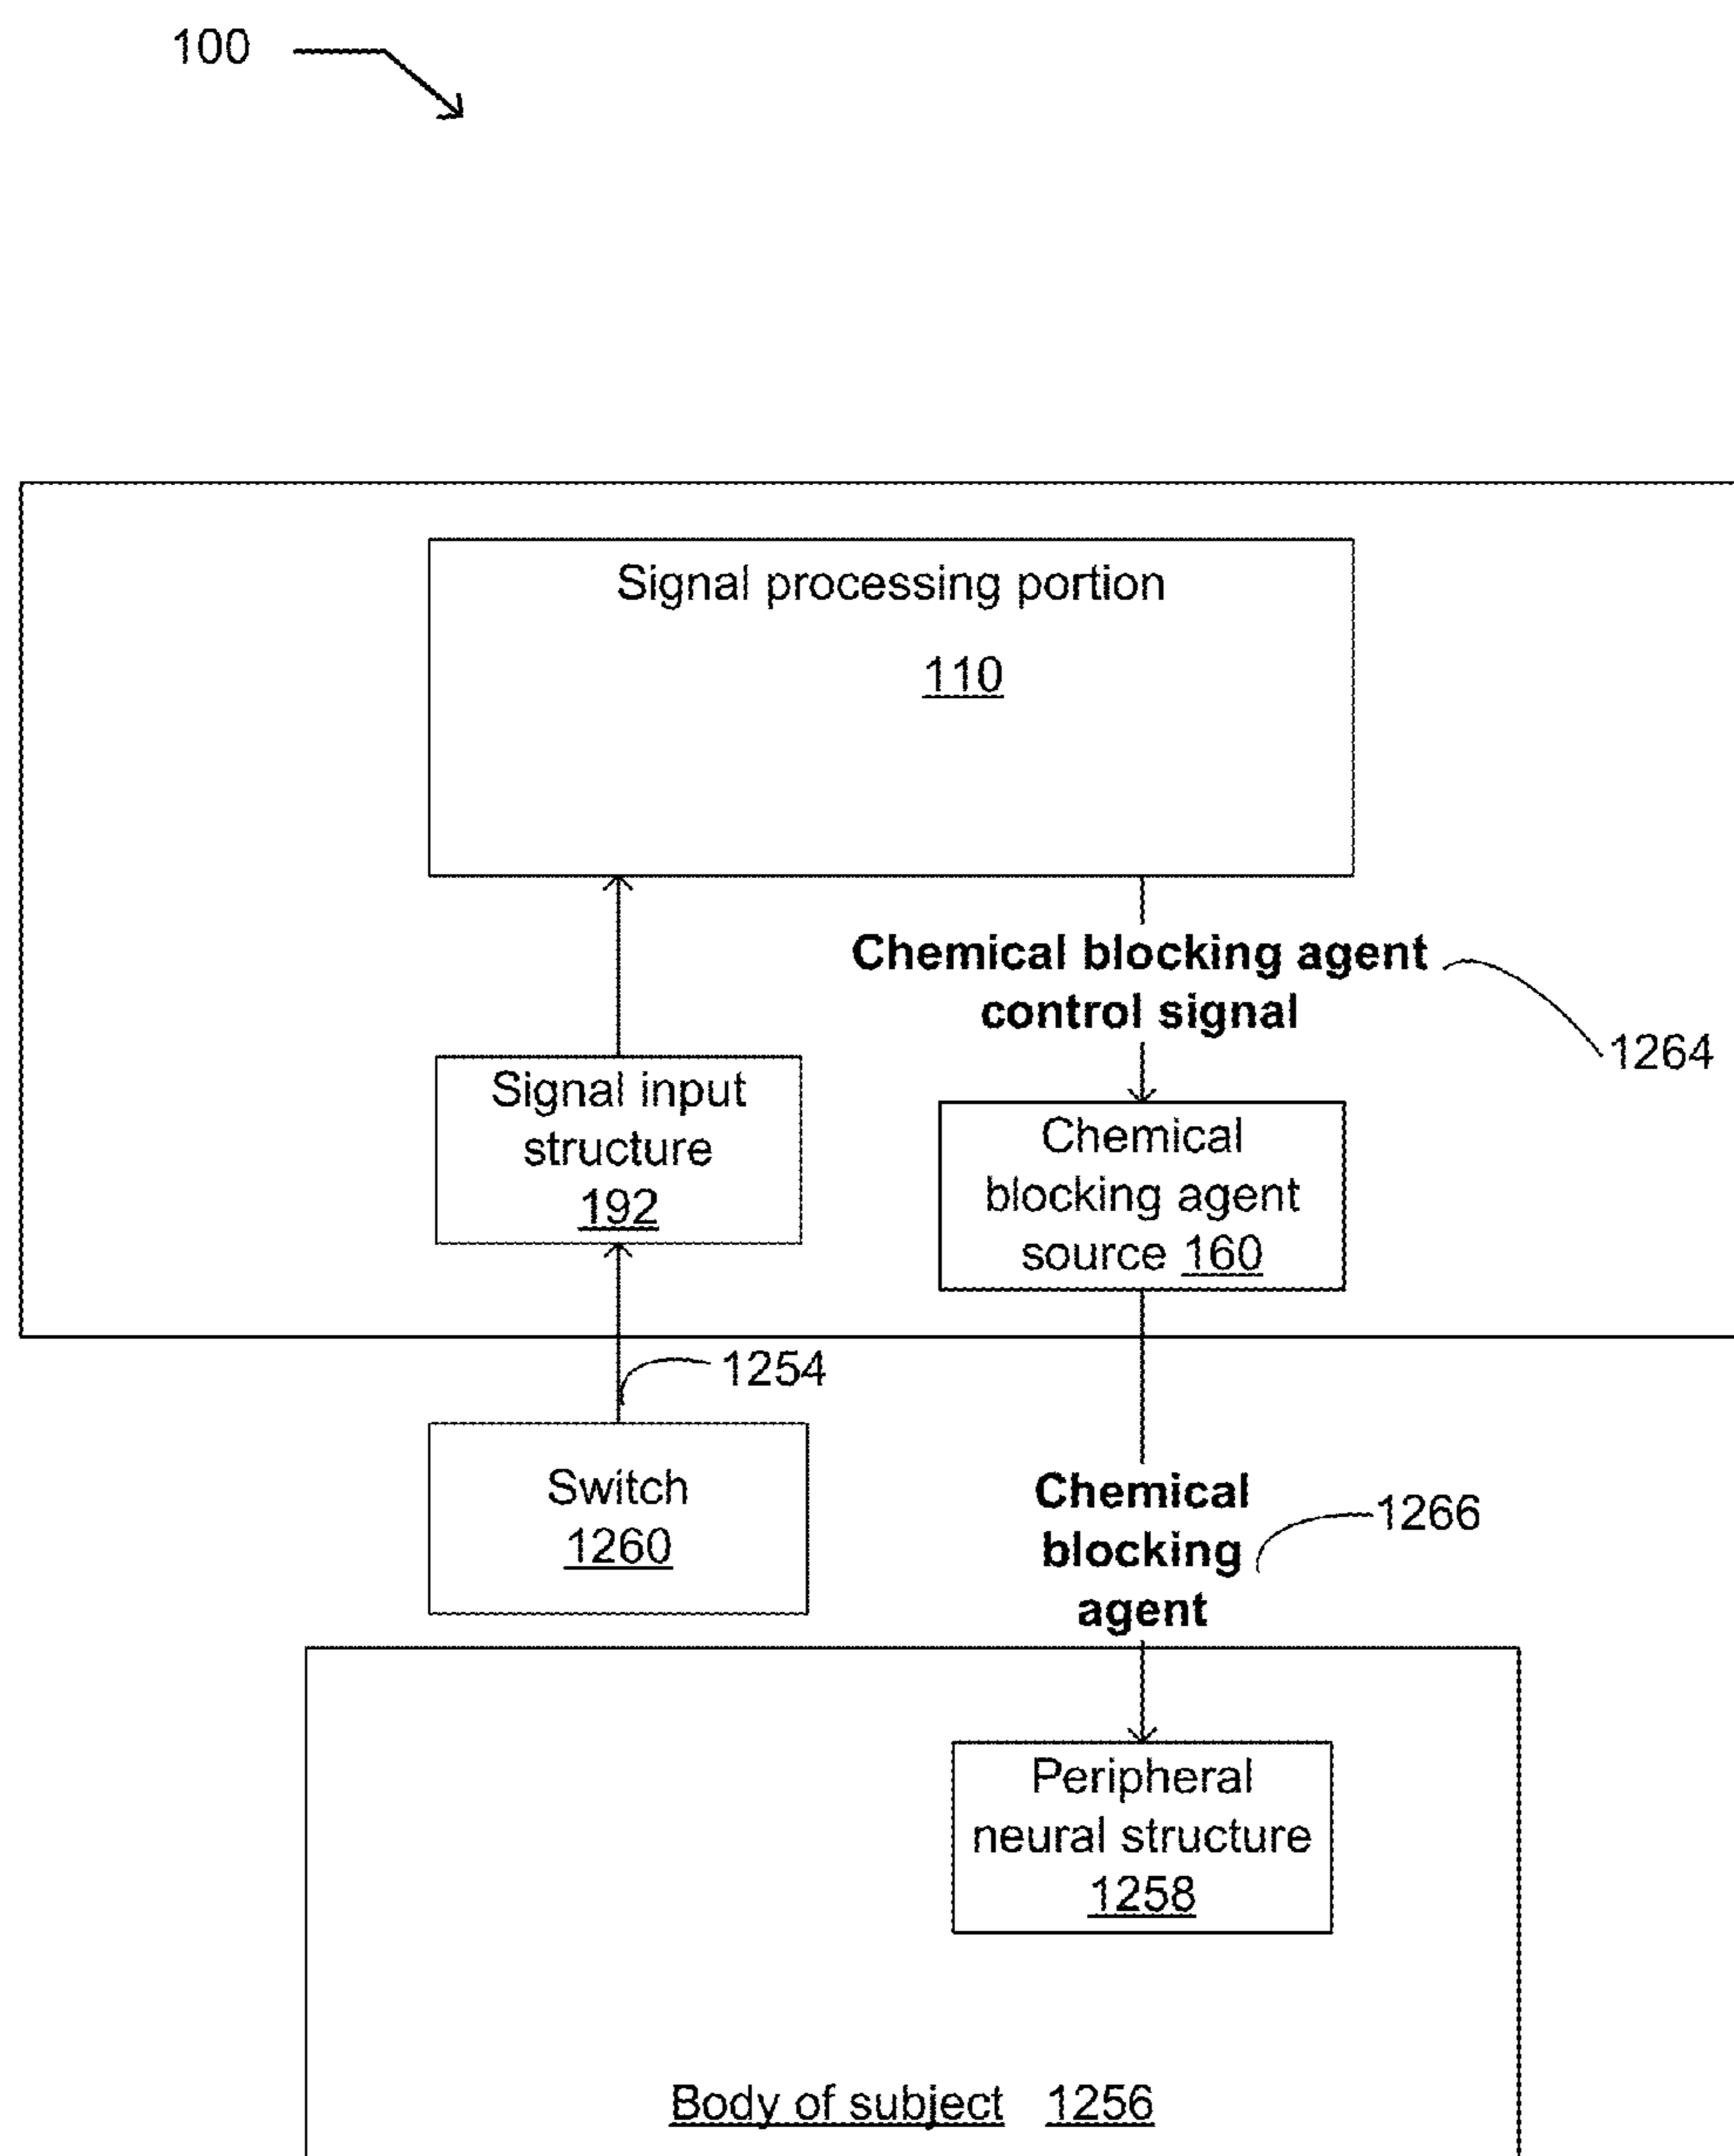 100
Signal processing portion
110
Chemical blocking agent
control signal
1264
Signal input
structure
192
Chemical
blocking agent
source 160
1254
Switch
1260
Chemical
blocking
agent
1266
Peripheral
neural structure
1258
Body of subject 1256